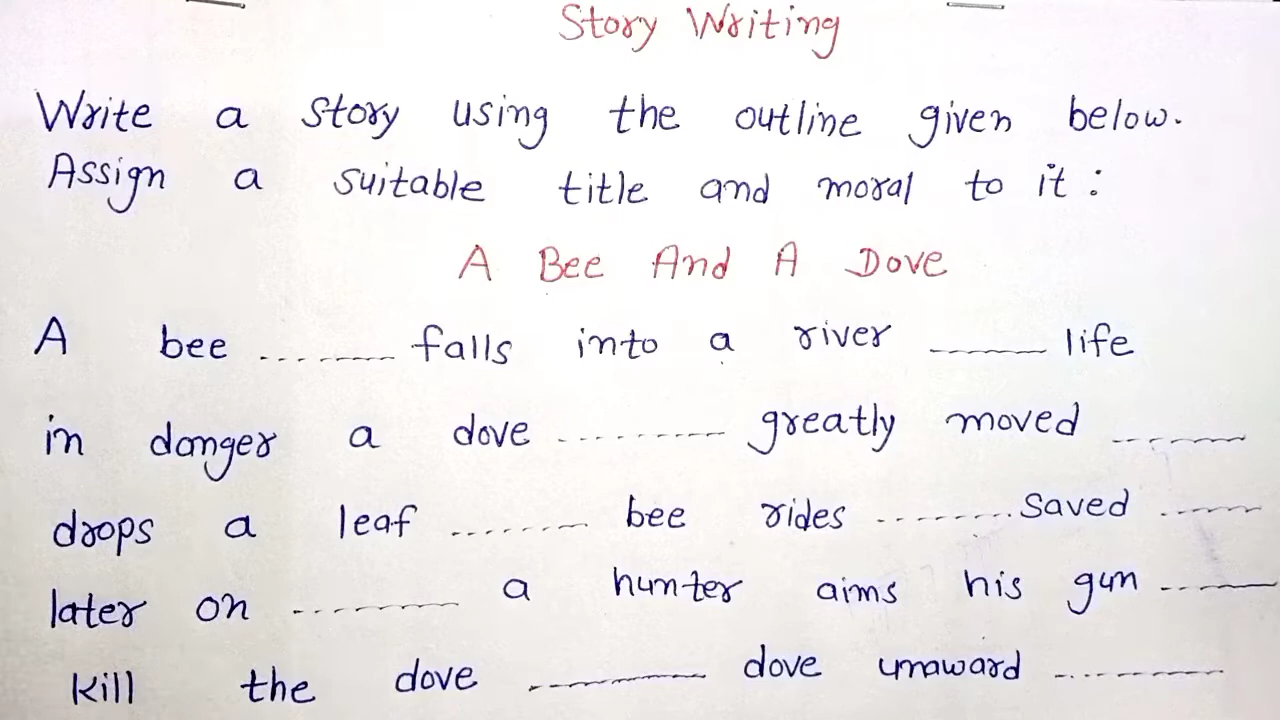 Story Writing
Write a story using the outline given below.
Assign a suitable title and moral to it :
A Bee And A Dove
A bee ........ falls into a river ........ life
in danger a dove ........ greatly moved ........
drops a leaf ........ bee rides ........ saved ........
later on ........ a hunter aims his gun ........
kill the dove ........ dove unaward ........